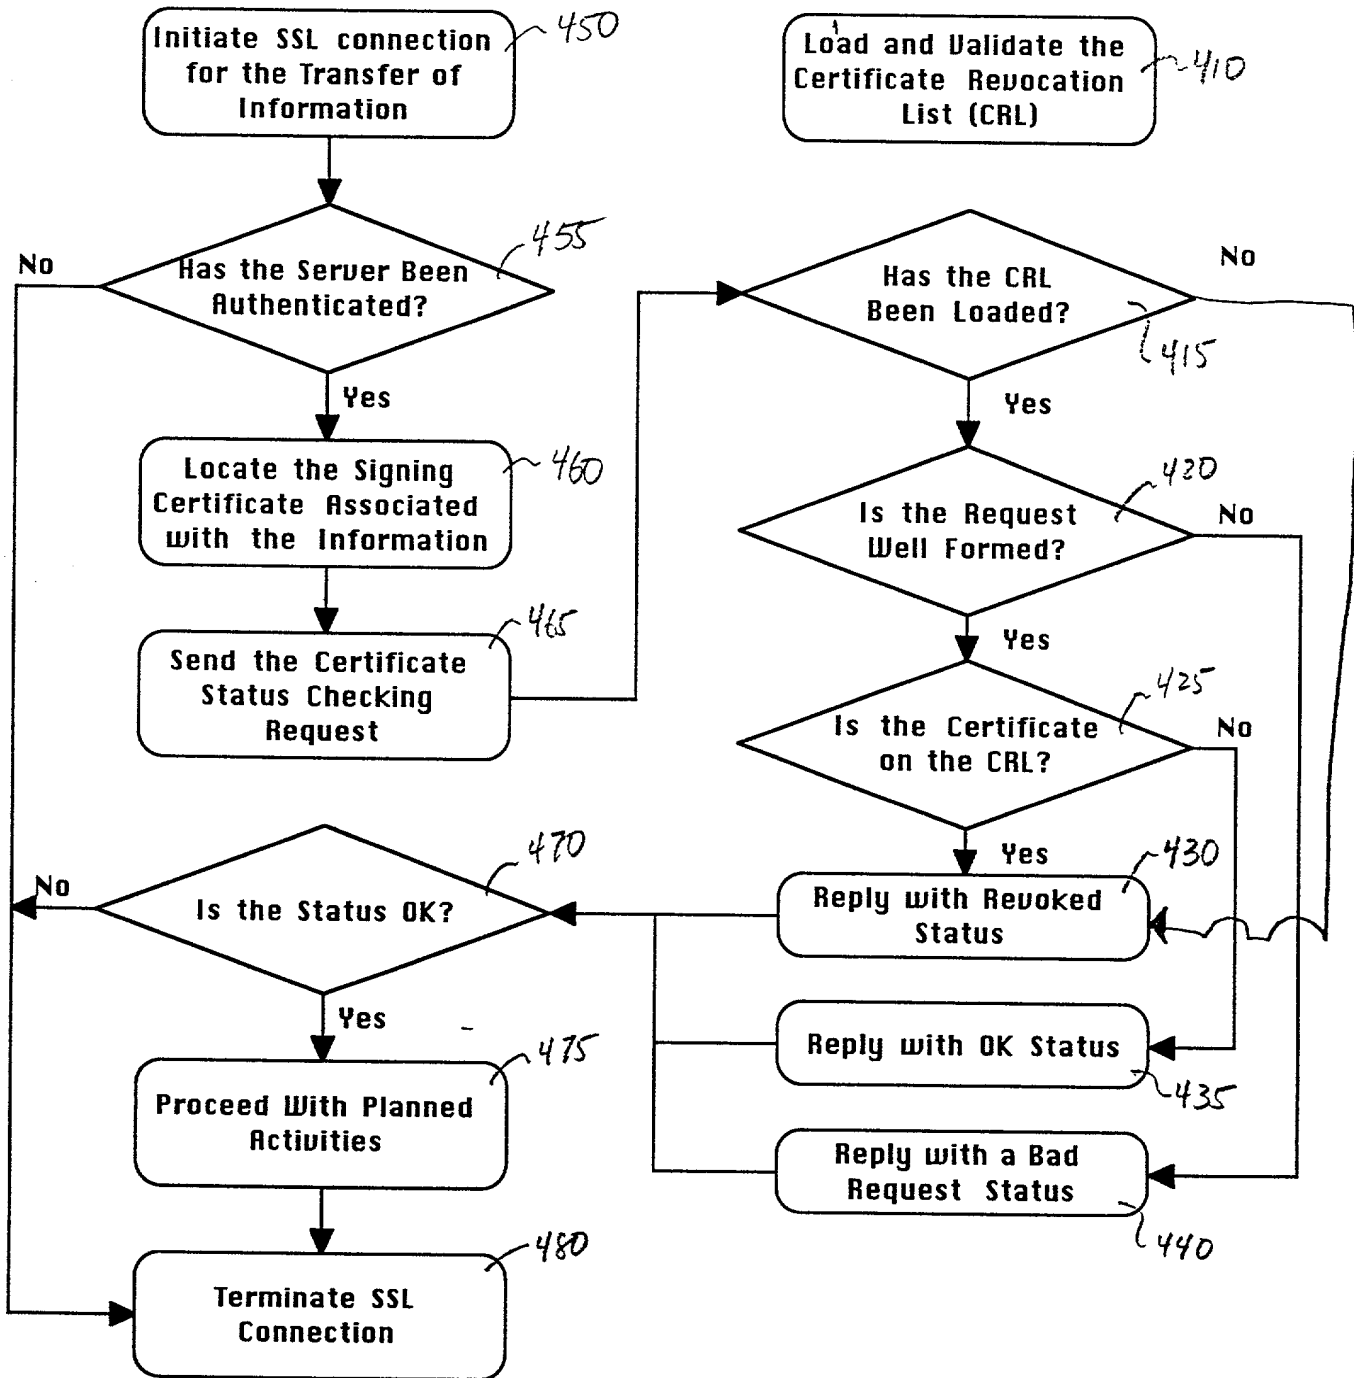 Initiate SSL connection
for the Transfer of
Information
450
Load and Validate the
Certificate Revocation
List (CRL)
410
Has the Server Been
Authenticated?
455
No
Yes
Has the CRL
Been Loaded?
415
No
Yes
Locate the Signing
Certificate Associated
with the Information
460
Is the Request
Well Formed?
420
No
Yes
Send the Certificate
Status Checking
Request
465
Is the Certificate
on the CRL?
425
No
Yes
Is the Status OK?
470
No
Yes
Reply with Revoked
Status
430
Reply with OK Status
435
Proceed With Planned
Activities
475
Reply with a Bad
Request Status
440
Terminate SSL
Connection
480